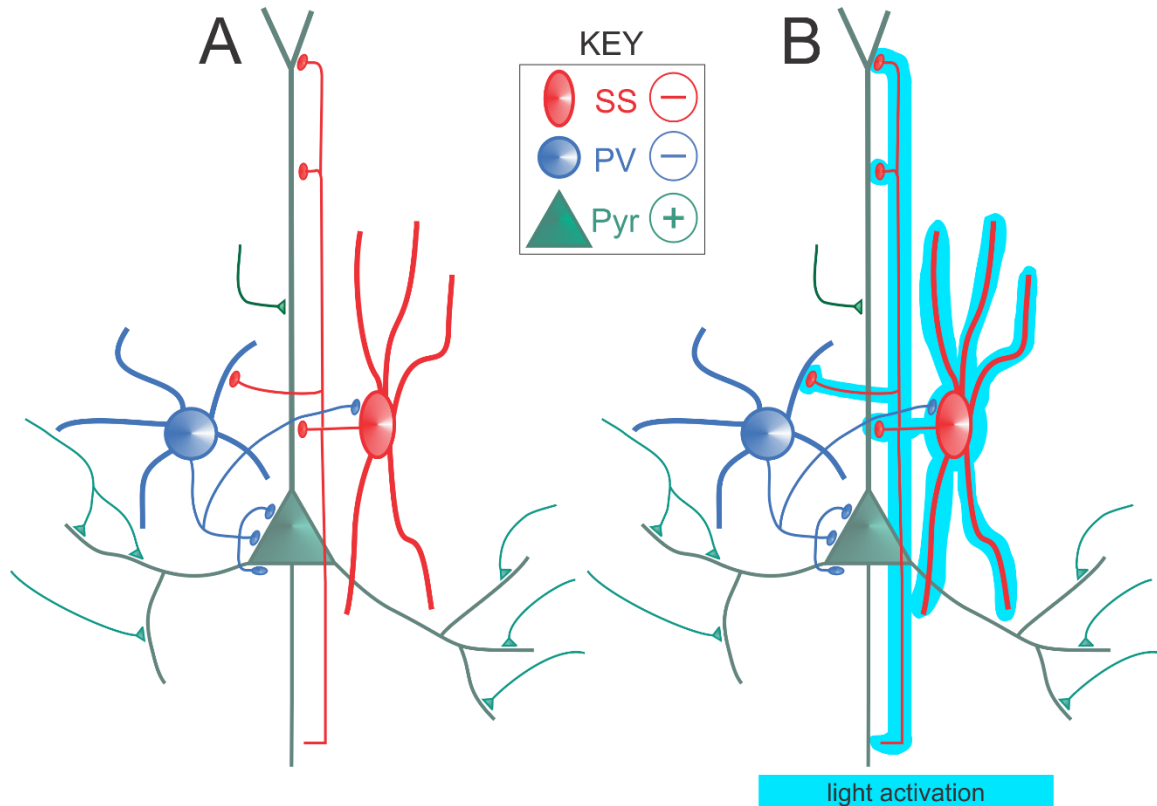 A
KEY
SS −
PV −
Pyr +
B
light activation